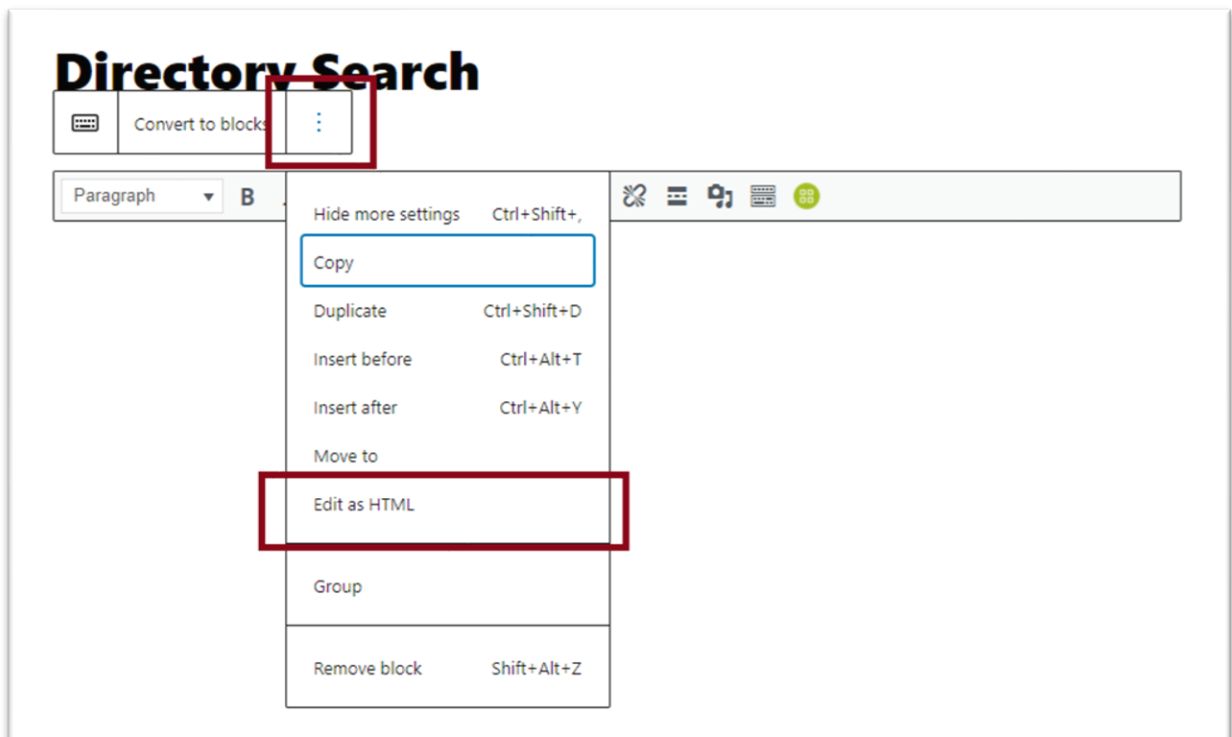 Directory Search
Convert to blocks
Paragraph B
Hide more settings Ctrl+Shift+,
Copy
Duplicate Ctrl+Shift+D
Insert before Ctrl+Alt+T
Insert after Ctrl+Alt+Y
Move to
Edit as HTML
Group
Remove block Shift+Alt+Z